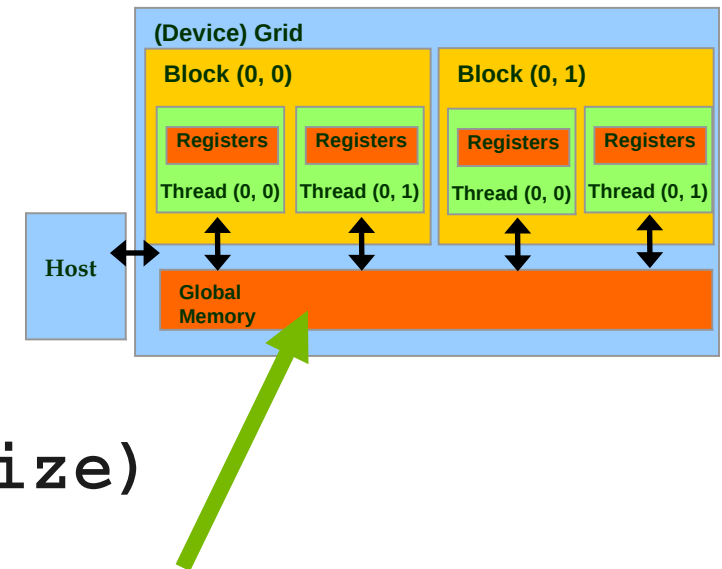 (Device) Grid
Block (0, 0)
Block (0, 1)
Registers
Registers
Registers
Registers
Thread (0, 0)
Thread (0, 1)
Thread (0, 0)
Thread (0, 1)
Host
Global
Memory
ize)